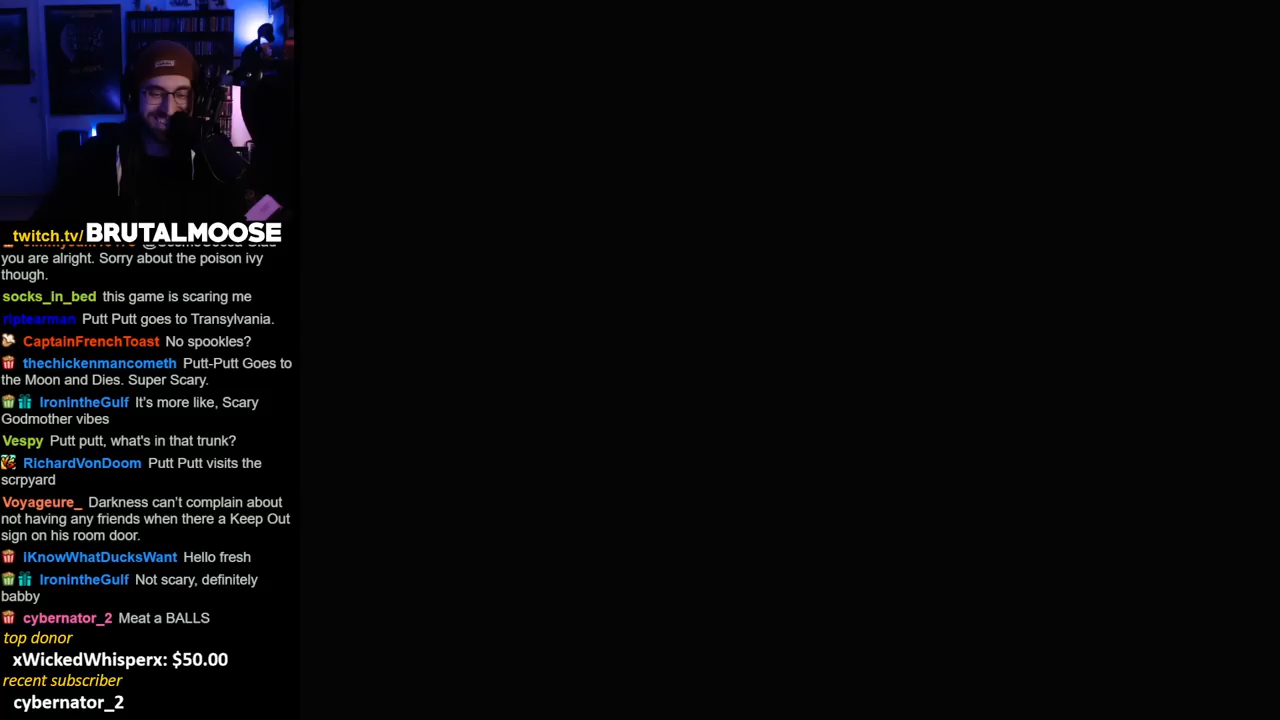 twitch.tv/BRUTALMOOSE
you are alright. Sorry about the poison ivy
though.
socks_in_bed this game is scaring me
riptearman Putt Putt goes to Transylvania.
CaptainFrenchToast No spookles?
thechickenmancometh Putt-Putt Goes to
the Moon and Dies. Super Scary.
IronintheGulf It's more like, Scary
Godmother vibes
Vespy Putt putt, what's in that trunk?
RichardVonDoom Putt Putt visits the
scrpyard
Voyageure_ Darkness can't complain about
not having any friends when there a Keep Out
sign on his room door.
IKnowWhatDucksWant Hello fresh
IronintheGulf Not scary, definitely
babby
cybernator_2 Meat a BALLS
top donor
xWickedWhisperx: $50.00
recent subscriber
cybernator_2